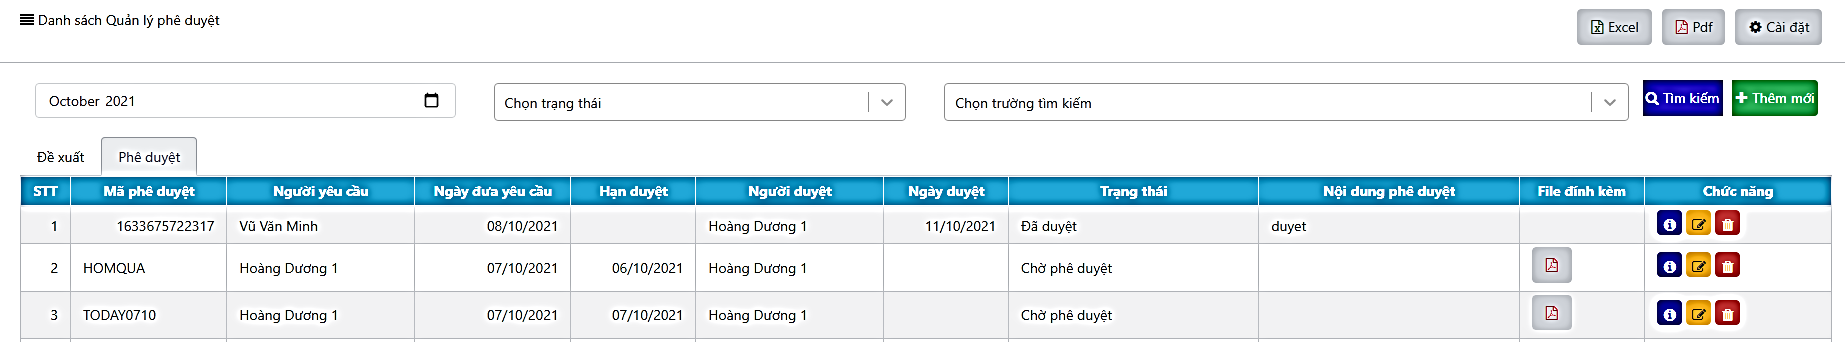 Danh sách Quản lý phê duyệt
Excel Pdf Cài đặt
October 2021 Chọn trạng thái Chọn trường tìm kiếm Tìm kiếm Thêm mới
Đề xuất Phê duyệt
STT Mã phê duyệt Người yêu cầu Ngày đưa yêu cầu Hạn duyệt Người duyệt Ngày duyệt Trạng thái Nội dung phê duyệt File đính kèm Chức năng
1 1633675722317 Vũ Văn Minh 08/10/2021 Hoàng Dương 1 11/10/2021 Đã duyệt duyet
2 HOMQUA Hoàng Dương 1 07/10/2021 06/10/2021 Hoàng Dương 1 Chờ phê duyệt
3 TODAY0710 Hoàng Dương 1 07/10/2021 07/10/2021 Hoàng Dương 1 Chờ phê duyệt